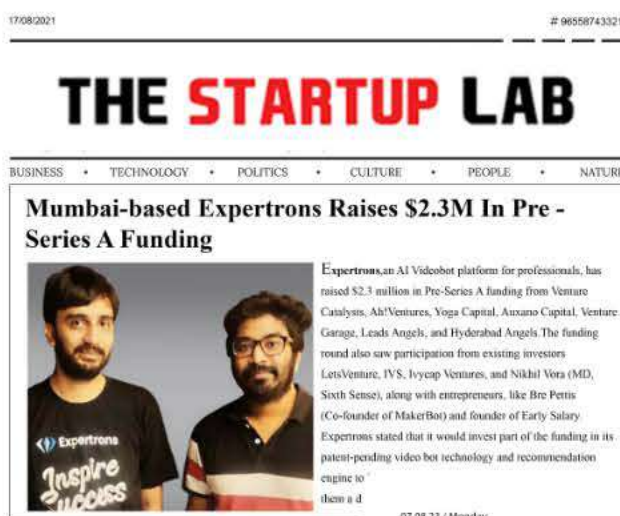 17/08/2021
# 96558743321
THE STARTUP LAB
BUSINESS • TECHNOLOGY • POLITICS • CULTURE • PEOPLE • NATURE
Mumbai-based Expertrons Raises $2.3M In Pre -
Series A Funding
Expertrons,an AI Videobot platform for professionals, has
raised $2.3 million in Pre-Series A funding from Venture
Catalysts, Ah!Ventures, Yoga Capital, Auxano Capital, Venture
Garage, Leads Angels, and Hyderabad Angels.The funding
round also saw participation from existing investors
LetsVenture, IVS, Ivycap Ventures, and Nikhil Vora (MD,
Sixth Sense), along with entrepreneurs, like Bre Pettis
(Co-founder of MakerBot) and founder of Early Salary
Expertrons stated that it would invest part of the funding in its
patent-pending video bot technology and recommendation
engine to
them a d
Expertrons
Inspire
Success